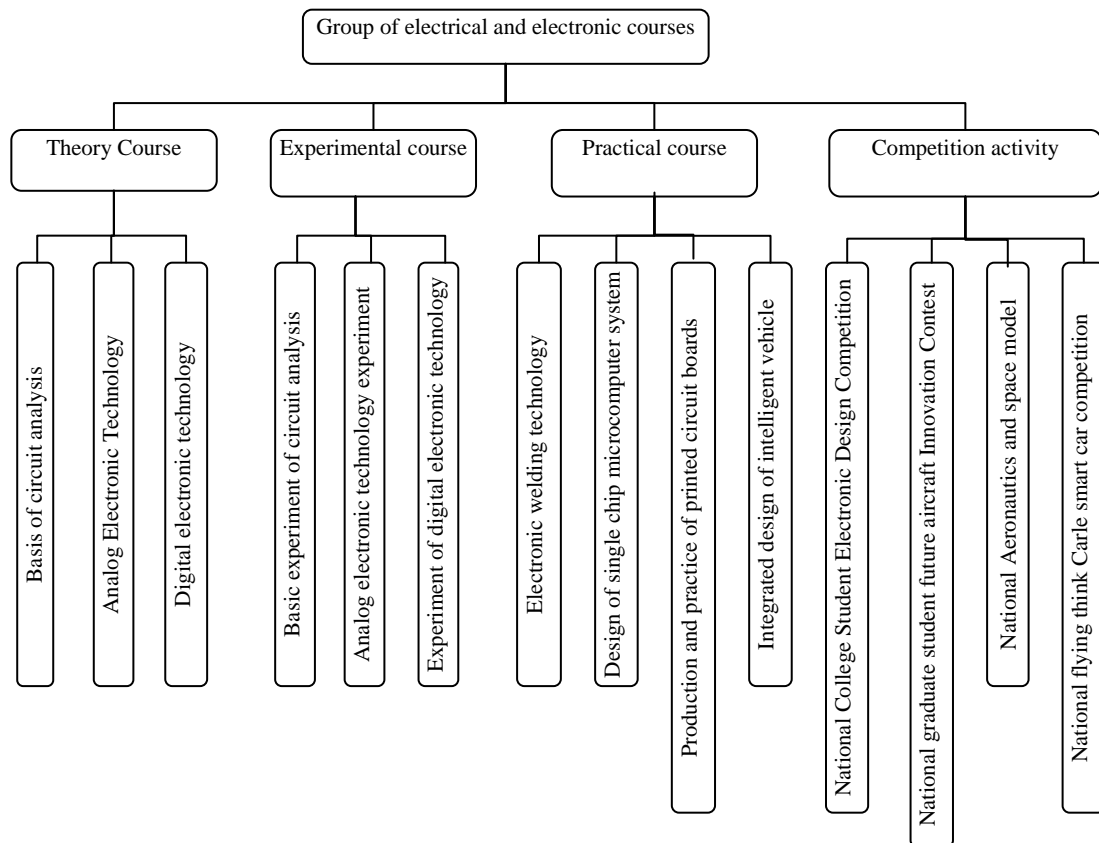 Group of electrical and electronic courses
Theory Course
Experimental course
Practical course
Competition activity
Basis of circuit analysis
Analog Electronic Technology
Digital electronic technology
Basic experiment of circuit analysis
Analog electronic technology experiment
Experiment of digital electronic technology
Electronic welding technology
Design of single chip microcomputer system
Production and practice of printed circuit boards
Integrated design of intelligent vehicle
National College Student Electronic Design Competition
National graduate student future aircraft Innovation Contest
National Aeronautics and space model
National flying think Carle smart car competition